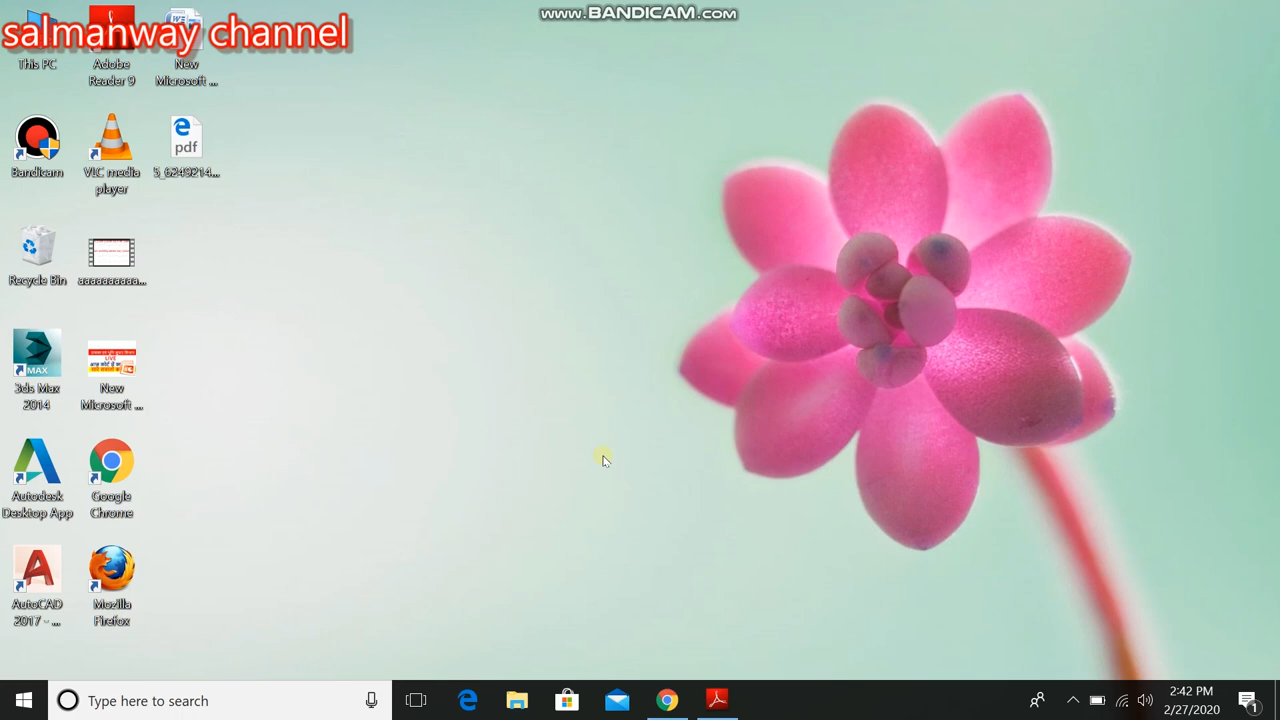 WWW.BANDICAM.COM
salmanway channel
This PC
Adobe
Reader 9
New
Microsoft ...
Bandicam
VLC media
player
pdf
5_6249214...
Recycle Bin
aaaaaaaaaa...
MAX
3ds Max
2014
LIVE
New
Microsoft ...
Autodesk
Desktop App
Google
Chrome
AutoCAD
2017 - ...
Mozilla
Firefox
Type here to search
2:42 PM
2/27/2020
1